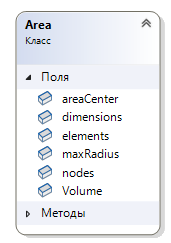 Area
Класс
Поля
areaCenter
dimensions
elements
maxRadius
nodes
Volume
Методы